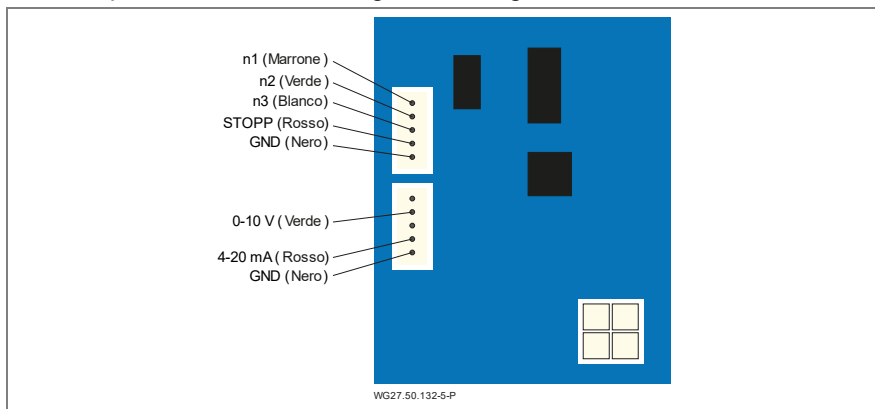 n1 (Marrone)
n2 (Verde)
n3 (Blanco)
STOPP (Rosso)
GND (Nero)
0-10 V (Verde)
4-20 mA (Rosso)
GND (Nero)
WG27.50.132-5-P